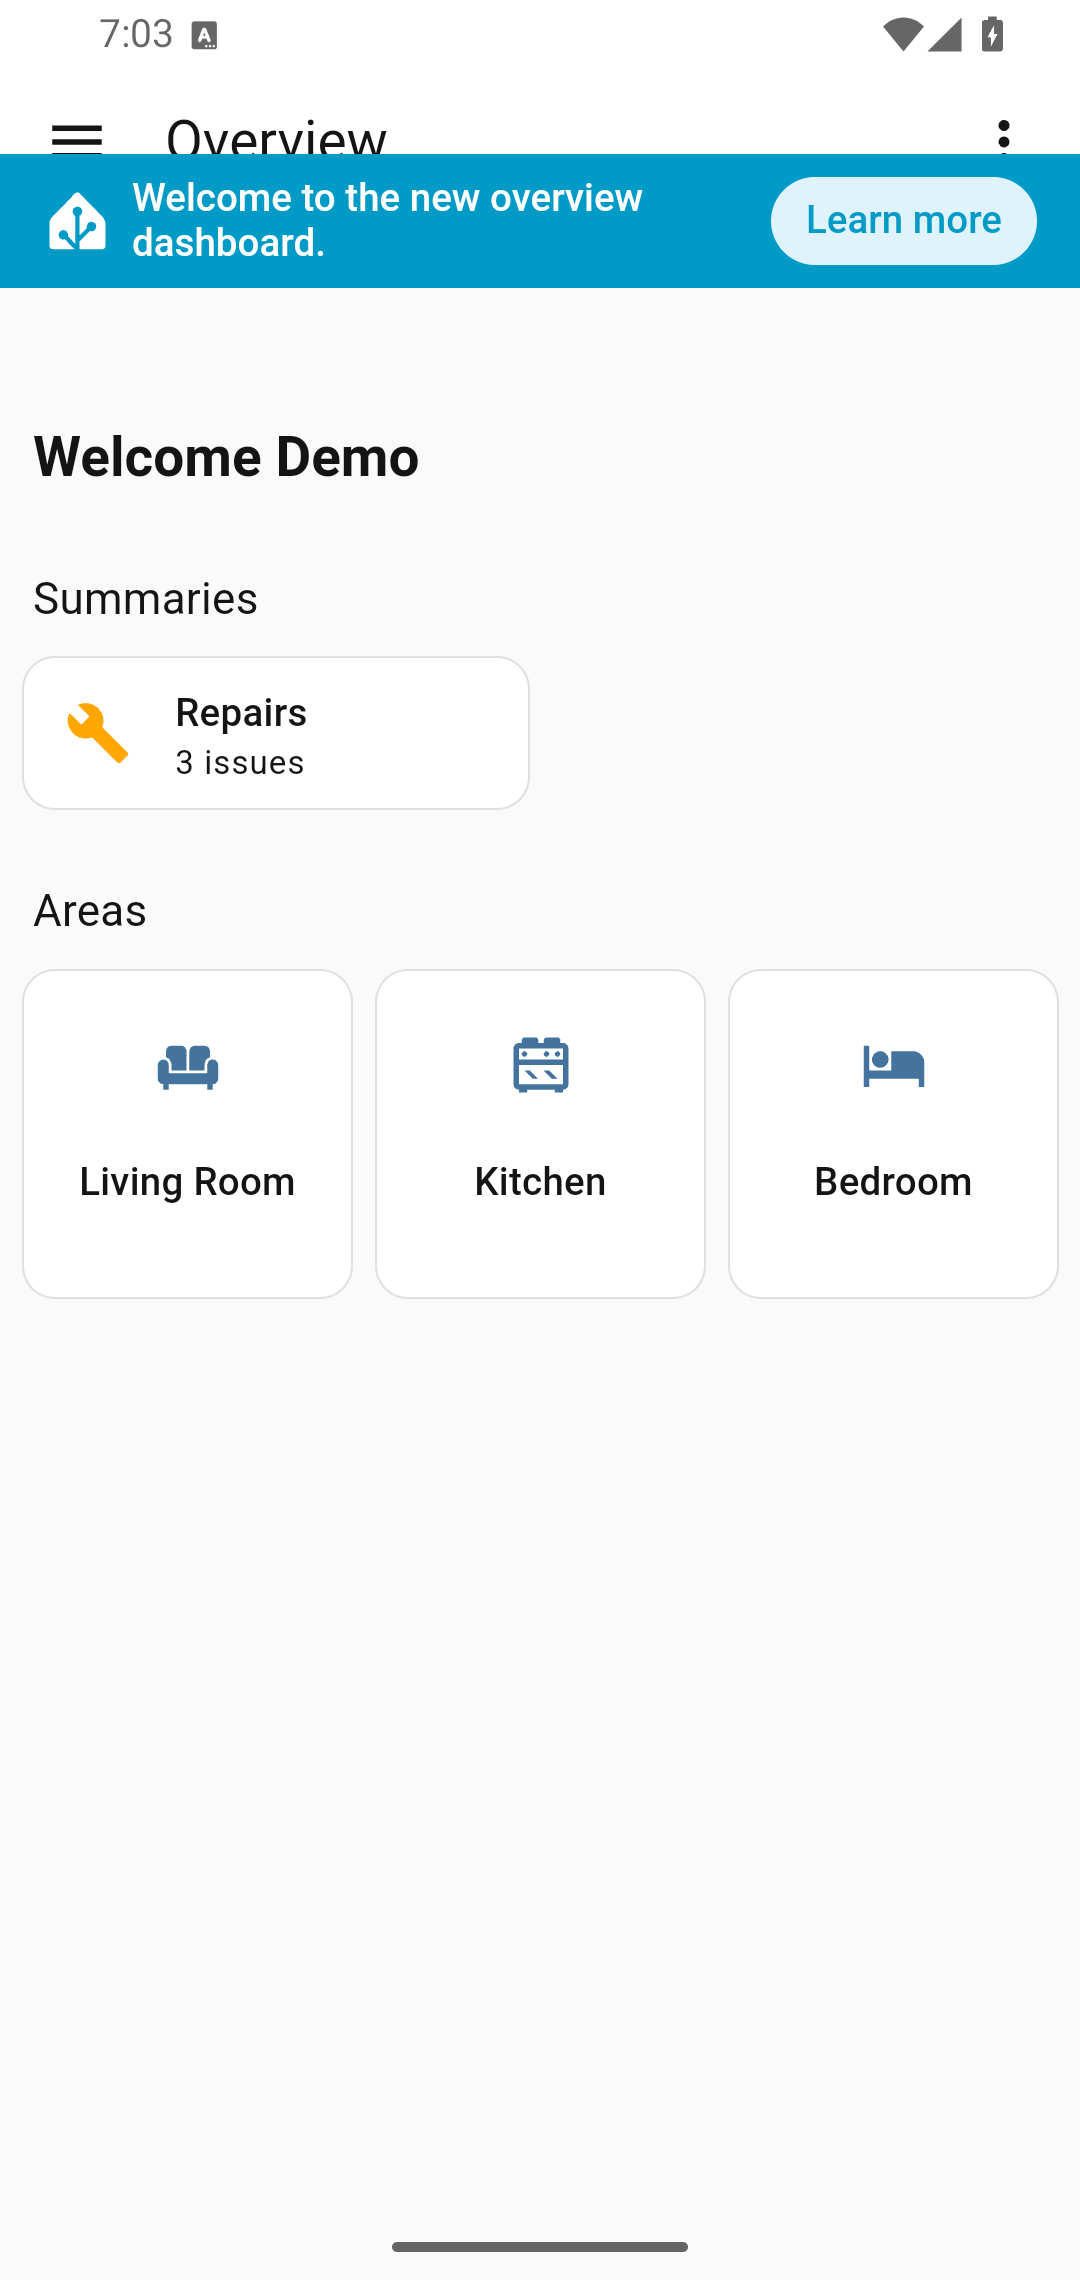 7:03
Overview
Welcome to the new overview
dashboard.
Learn more
Welcome Demo
Summaries
Repairs
3 issues
Areas
Living Room
Kitchen
Bedroom